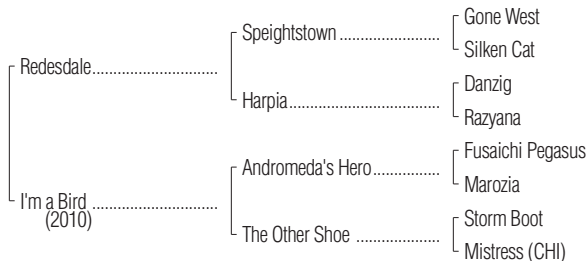 Gone West
Speightstown
Silken Cat
Redesdale
Danzig
Harpia
Razyana
Fusaichi Pegasus
Andromeda's Hero
Marozia
I'm a Bird
(2010)
Storm Boot
The Other Shoe
Mistress (CHI)